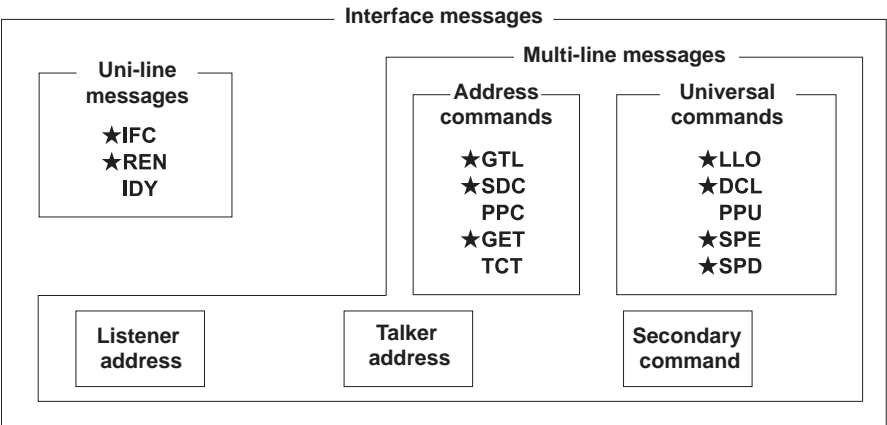 Interface messages
Multi-line messages
Uni-line
messages
★IFC
★REN
IDY
Address
commands
★GTL
★SDC
PPC
★GET
TCT
Universal
commands
★LLO
★DCL
PPU
★SPE
★SPD
Listener
address
Talker
address
Secondary
command